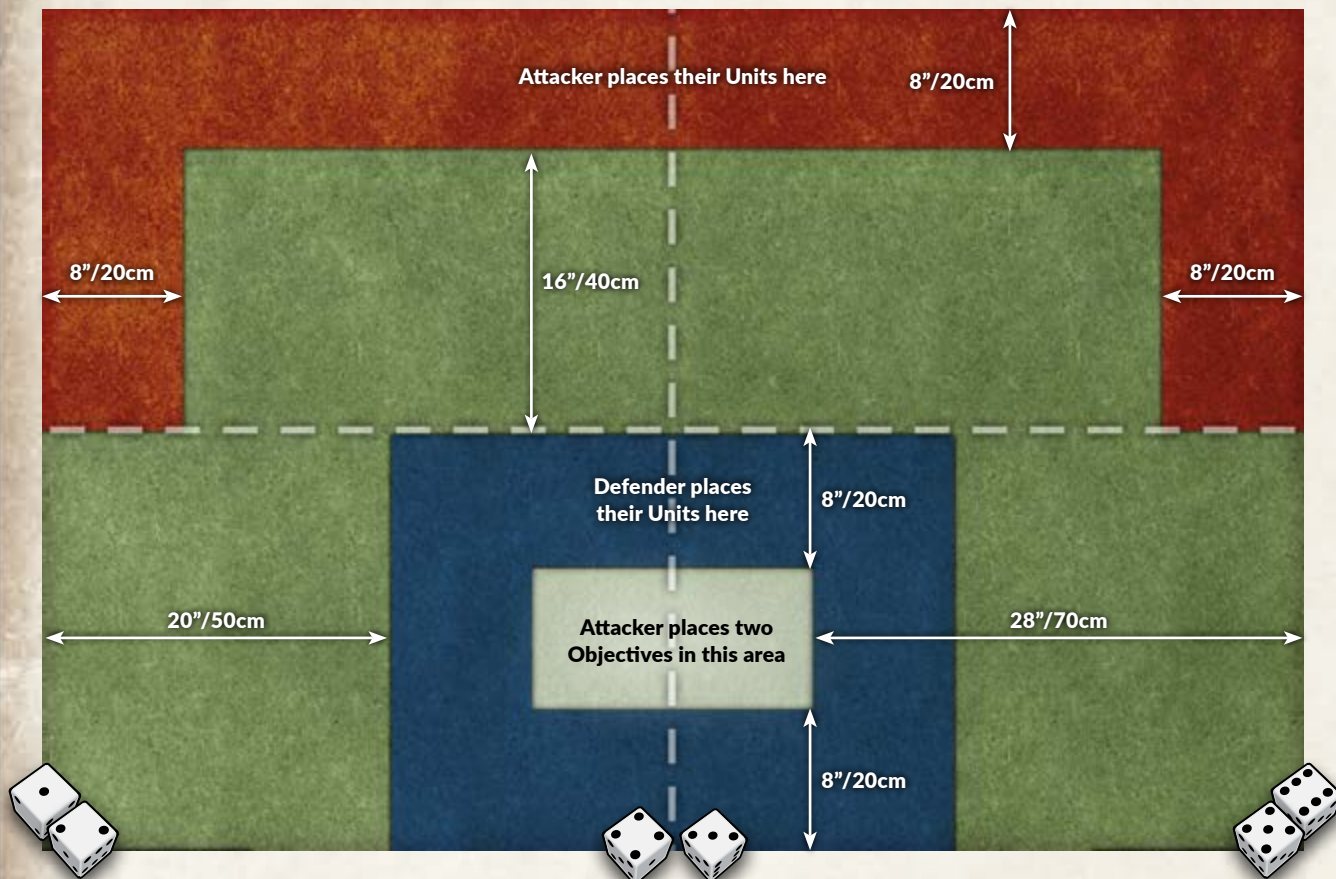 Attacker places their Units here
8”/20cm
8”/20cm
16”/40cm
8”/20cm
Defender places
their Units here
8”/20cm
20”/50cm
Attacker places two
Objectives in this area
28”/70cm
8”/20cm